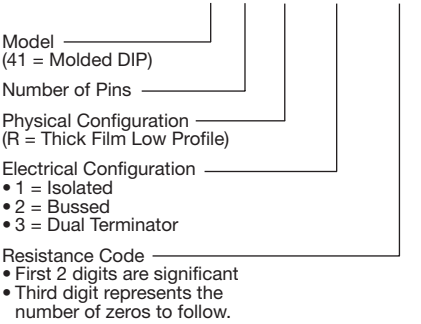 Model
(41 = Molded DIP)
Number of Pins
Physical Configuration
(R = Thick Film Low Profile)
Electrical Configuration
• 1 = Isolated
• 2 = Bussed
• 3 = Dual Terminator
Resistance Code
• First 2 digits are significant
• Third digit represents the
number of zeros to follow.